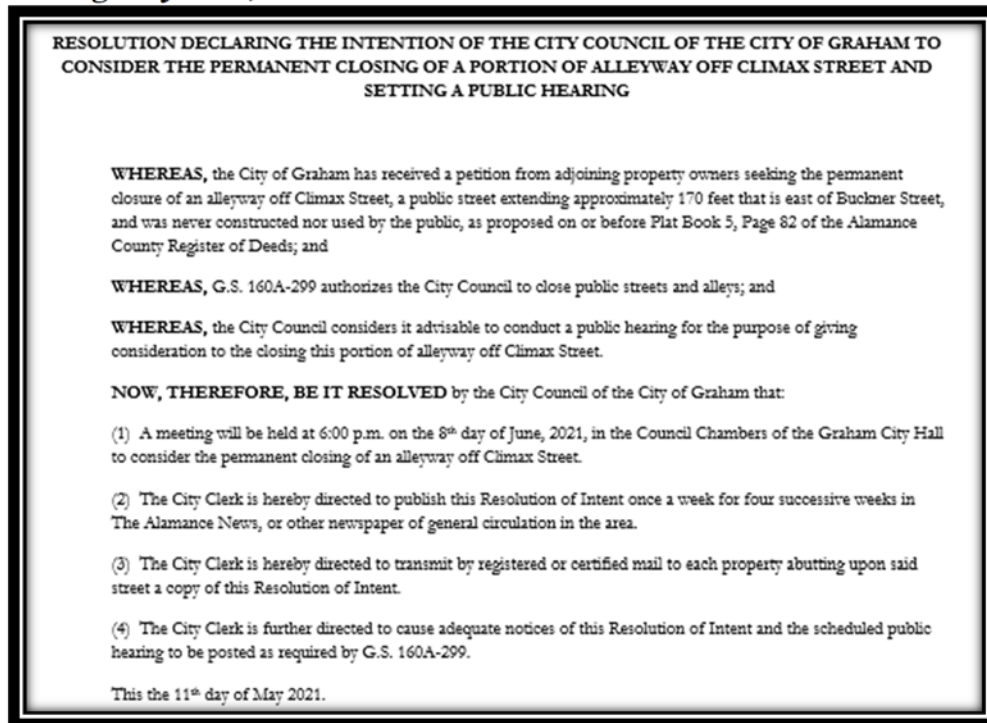 RESOLUTION DECLARING THE INTENTION OF THE CITY COUNCIL OF THE CITY OF GRAHAM TO
CONSIDER THE PERMANENT CLOSING OF A PORTION OF ALLEYWAY OFF CLIMAX STREET AND
SETTING A PUBLIC HEARING
WHEREAS, the City of Graham has received a petition from adjoining property owners seeking the permanent
closure of an alleyway off Climax Street, a public street extending approximately 170 feet that is east of Buckner Street,
and was never constructed nor used by the public, as proposed on or before Plat Book 5, Page 82 of the Alamance
County Register of Deeds; and
WHEREAS, G.S. 160A-299 authorizes the City Council to close public streets and alleys; and
WHEREAS, the City Council considers it advisable to conduct a public hearing for the purpose of giving
consideration to the closing this portion of alleyway off Climax Street.
NOW, THEREFORE, BE IT RESOLVED by the City Council of the City of Graham that:
(1) A meeting will be held at 6:00 p.m. on the 8th day of June, 2021, in the Council Chambers of the Graham City Hall
to consider the permanent closing of an alleyway off Climax Street.
(2) The City Clerk is hereby directed to publish this Resolution of Intent once a week for four successive weeks in
The Alamance News, or other newspaper of general circulation in the area.
(3) The City Clerk is hereby directed to transmit by registered or certified mail to each property abutting upon said
street a copy of this Resolution of Intent.
(4) The City Clerk is further directed to cause adequate notices of this Resolution of Intent and the scheduled public
hearing to be posted as required by G.S. 160A-299.
This the 11th day of May 2021.